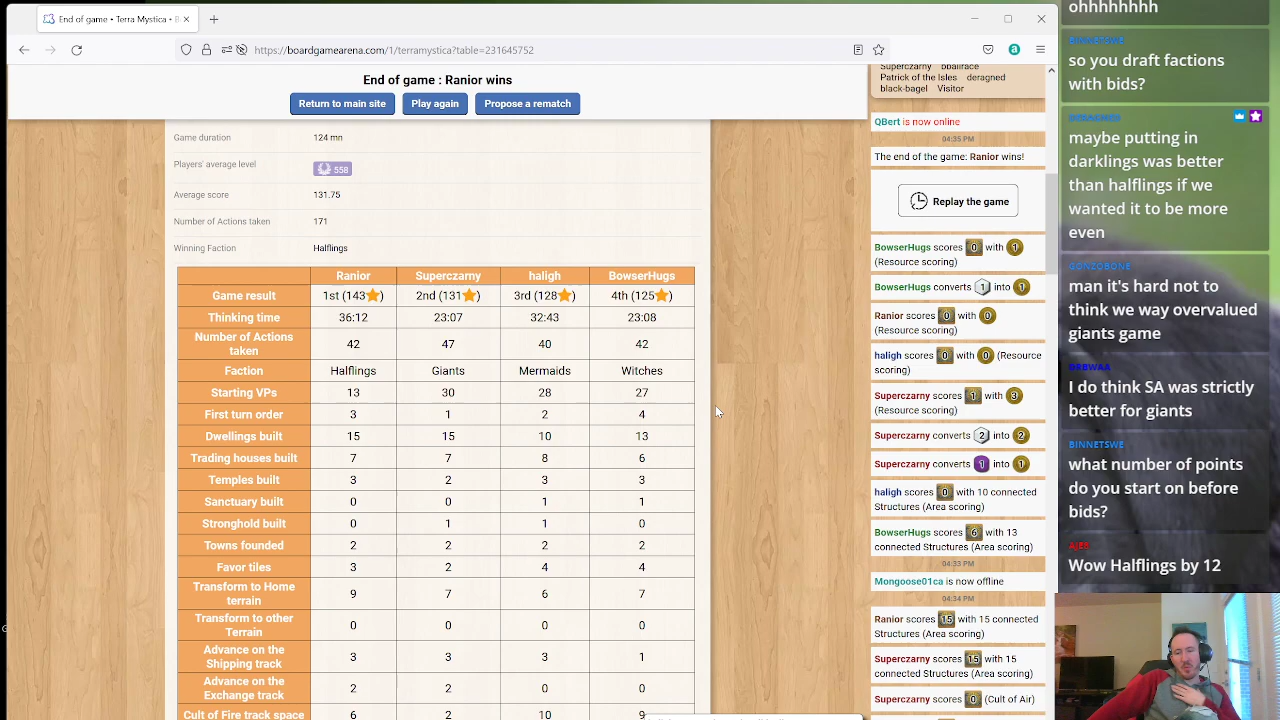 End of game • Terra Mystica • B
https://boardgamearena.com/8/terramystica?table=231645752
End of game : Ranior wins
Return to main site Play again Propose a rematch
Game duration 124 mn
Players' average level 558
Average score 131.75
Number of Actions taken 171
Winning Faction Halflings
Ranior Superczarny haligh BowserHugs
Game result 1st (143★) 2nd (131★) 3rd (128★) 4th (125★)
Thinking time 36:12 23:07 32:43 23:08
Number of Actions
taken 42 47 40 42
Faction Halflings Giants Mermaids Witches
Starting VPs 13 30 28 27
First turn order 3 1 2 4
Dwellings built 15 15 10 13
Trading houses built 7 7 8 6
Temples built 3 2 3 3
Sanctuary built 0 0 1 1
Stronghold built 0 1 1 0
Towns founded 3 2 2 2
Favor tiles 3 2 4 4
Transform to Home
terrain 8 7 6 7
Transform to other
Terrain 0 0 0
Advance on the
Shipping track 3 3 1
Advance on the
Exchange track 0
Cult of Fire track space 10
Superczarny bballrace
Patrick of the Isles deragned
black-bagel Visitor
QBert is now online
04:35 PM
The end of the game: Ranior wins!
Replay the game
BowserHugs scores 0 with 1
(Resource scoring)
BowserHugs converts 1 into 1
Ranior scores 0 with 0
(Resource scoring)
haligh scores 0 with 0 (Resource
scoring)
Superczarny scores 1 with 3
(Resource scoring)
Superczarny converts 2 into 2
Superczarny converts 1 into 1
haligh scores 0 with 10 connected
Structures (Area scoring)
BowserHugs scores 6 with 13
connected Structures (Area scoring)
04:33 PM
Mongoose01ca is now offline
04:34 PM
Ranior scores 15 with 15 connected
Structures (Area scoring)
Superczarny scores 15 with 15
connected Structures (Area scoring)
Superczarny scores 0 (Cult of Air)
ohhhhhhhh
BINNETSWE
so you draft factions
with bids?
maybe putting in
darklings was better
than halflings if we
wanted it to be more
even
GONZOBONE
man it's hard not to
think we way overvalued
giants game
DRBWAA
I do think SA was strictly
better for giants
BINNETSWE
what number of points
do you start on before
bids?
AJE8
Wow Halflings by 12